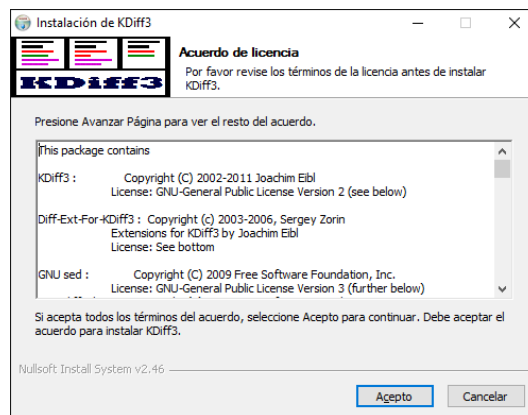 Instalación de KDiff3
KDiff3
Acuerdo de licencia
Por favor revise los términos de la licencia antes de instalar
KDiff3.
Presione Avanzar Página para ver el resto del acuerdo.
This package contains
KDiff3 : Copyright (C) 2002-2011 Joachim Eibl
License: GNU-General Public License Version 2 (see below)
Diff-Ext-For-KDiff3 : Copyright (c) 2003-2006, Sergey Zorin
Extensions for KDiff3 by Joachim Eibl
License: See bottom
GNU sed : Copyright (C) 2009 Free Software Foundation, Inc.
License: GNU-General Public License Version 3 (further below)
Si acepta todos los términos del acuerdo, seleccione Acepto para continuar. Debe aceptar el
acuerdo para instalar KDiff3.
Nullsoft Install System v2.46
Acepto
Cancelar